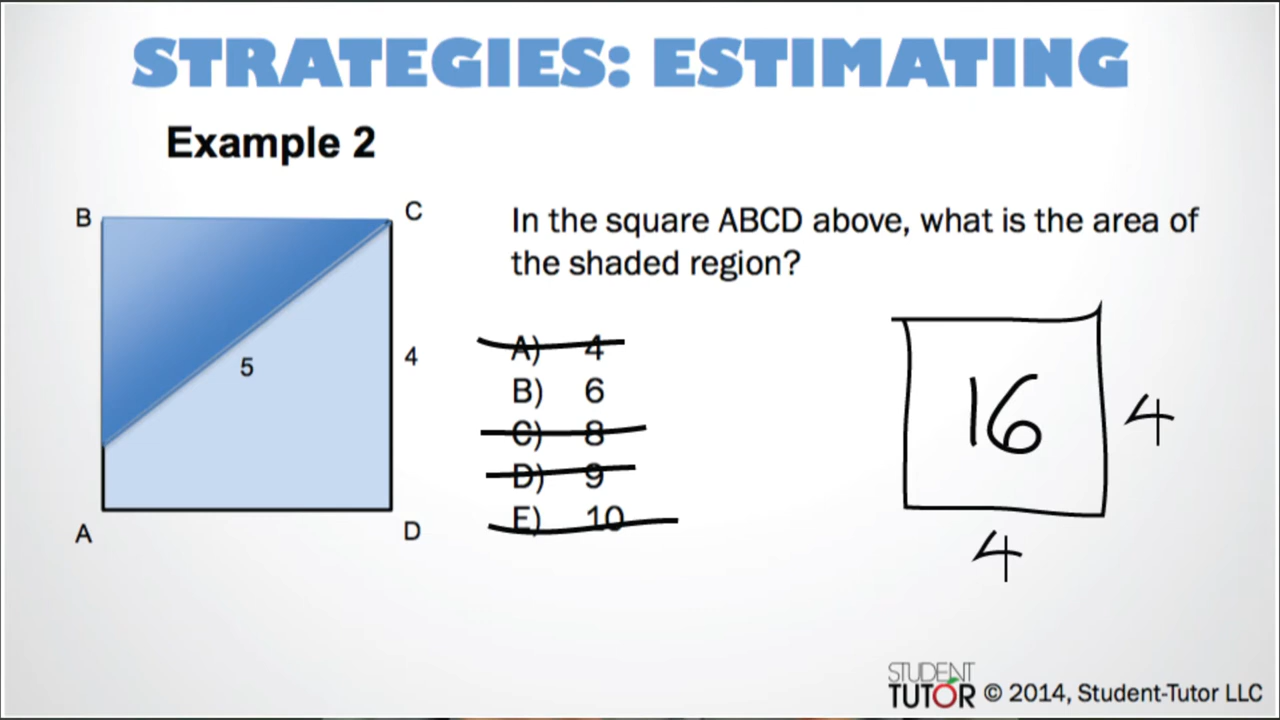 STRATEGIES: ESTIMATING
Example 2
B
C
5
4
A
D
In the square ABCD above, what is the area of
the shaded region?
A) 4
B) 6
C) 8
D) 9
E) 10
16
4
4
STUDENT
TUTOR © 2014, Student-Tutor LLC